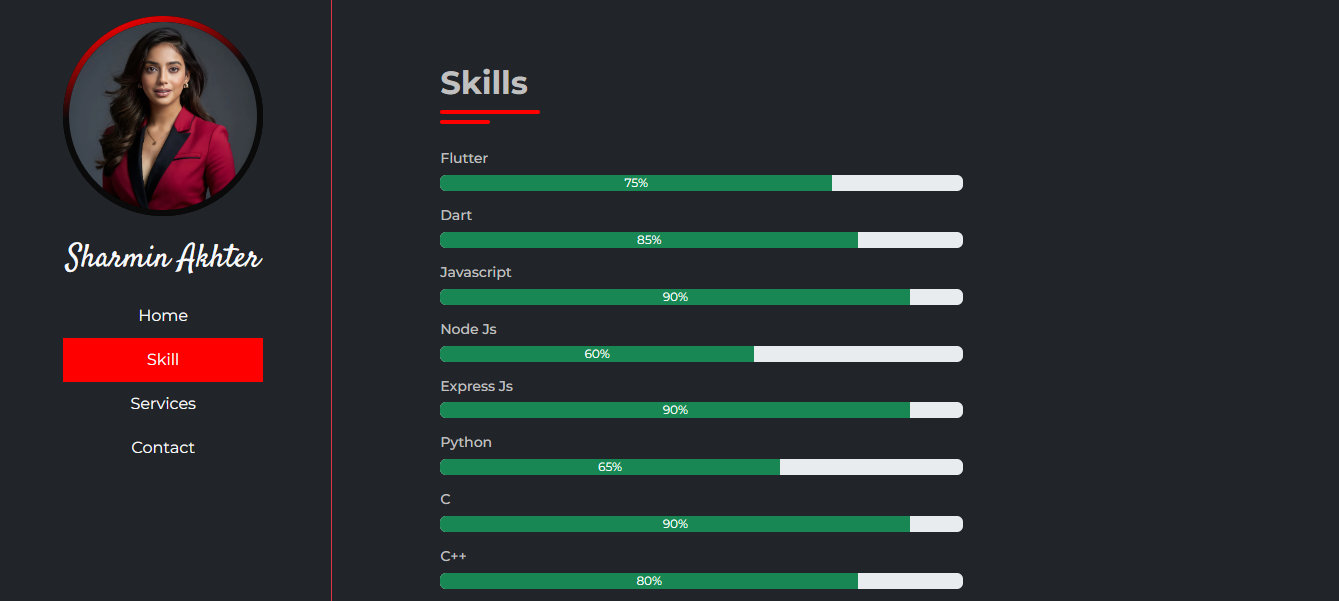 Sharmin Akhter
Home
Skill
Services
Contact
Skills
Flutter
75%
Dart
85%
Javascript
90%
Node Js
60%
Express Js
90%
Python
65%
C
90%
C++
80%